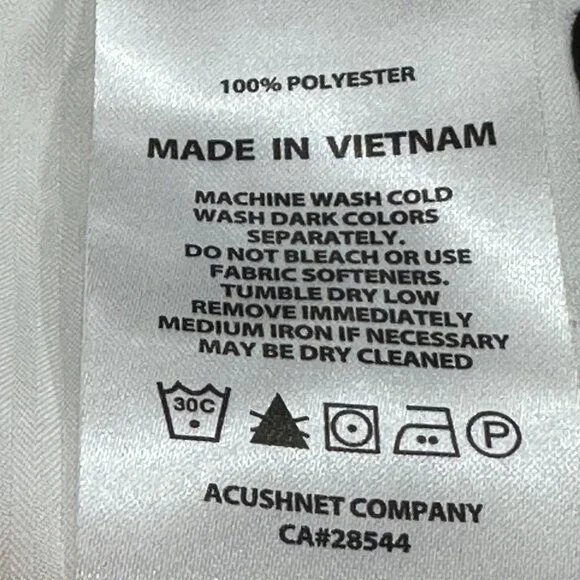 100% POLYESTER
MADE IN VIETNAM
MACHINE WASH COLD
WASH DARK COLORS
SEPARATELY.
DO NOT BLEACH OR USE
FABRIC SOFTENERS.
TUMBLE DRY LOW
REMOVE IMMEDIATELY
MEDIUM IRON IF NECESSARY
MAY BE DRY CLEANED
30C P
ACUSHNET COMPANY
CA#28544